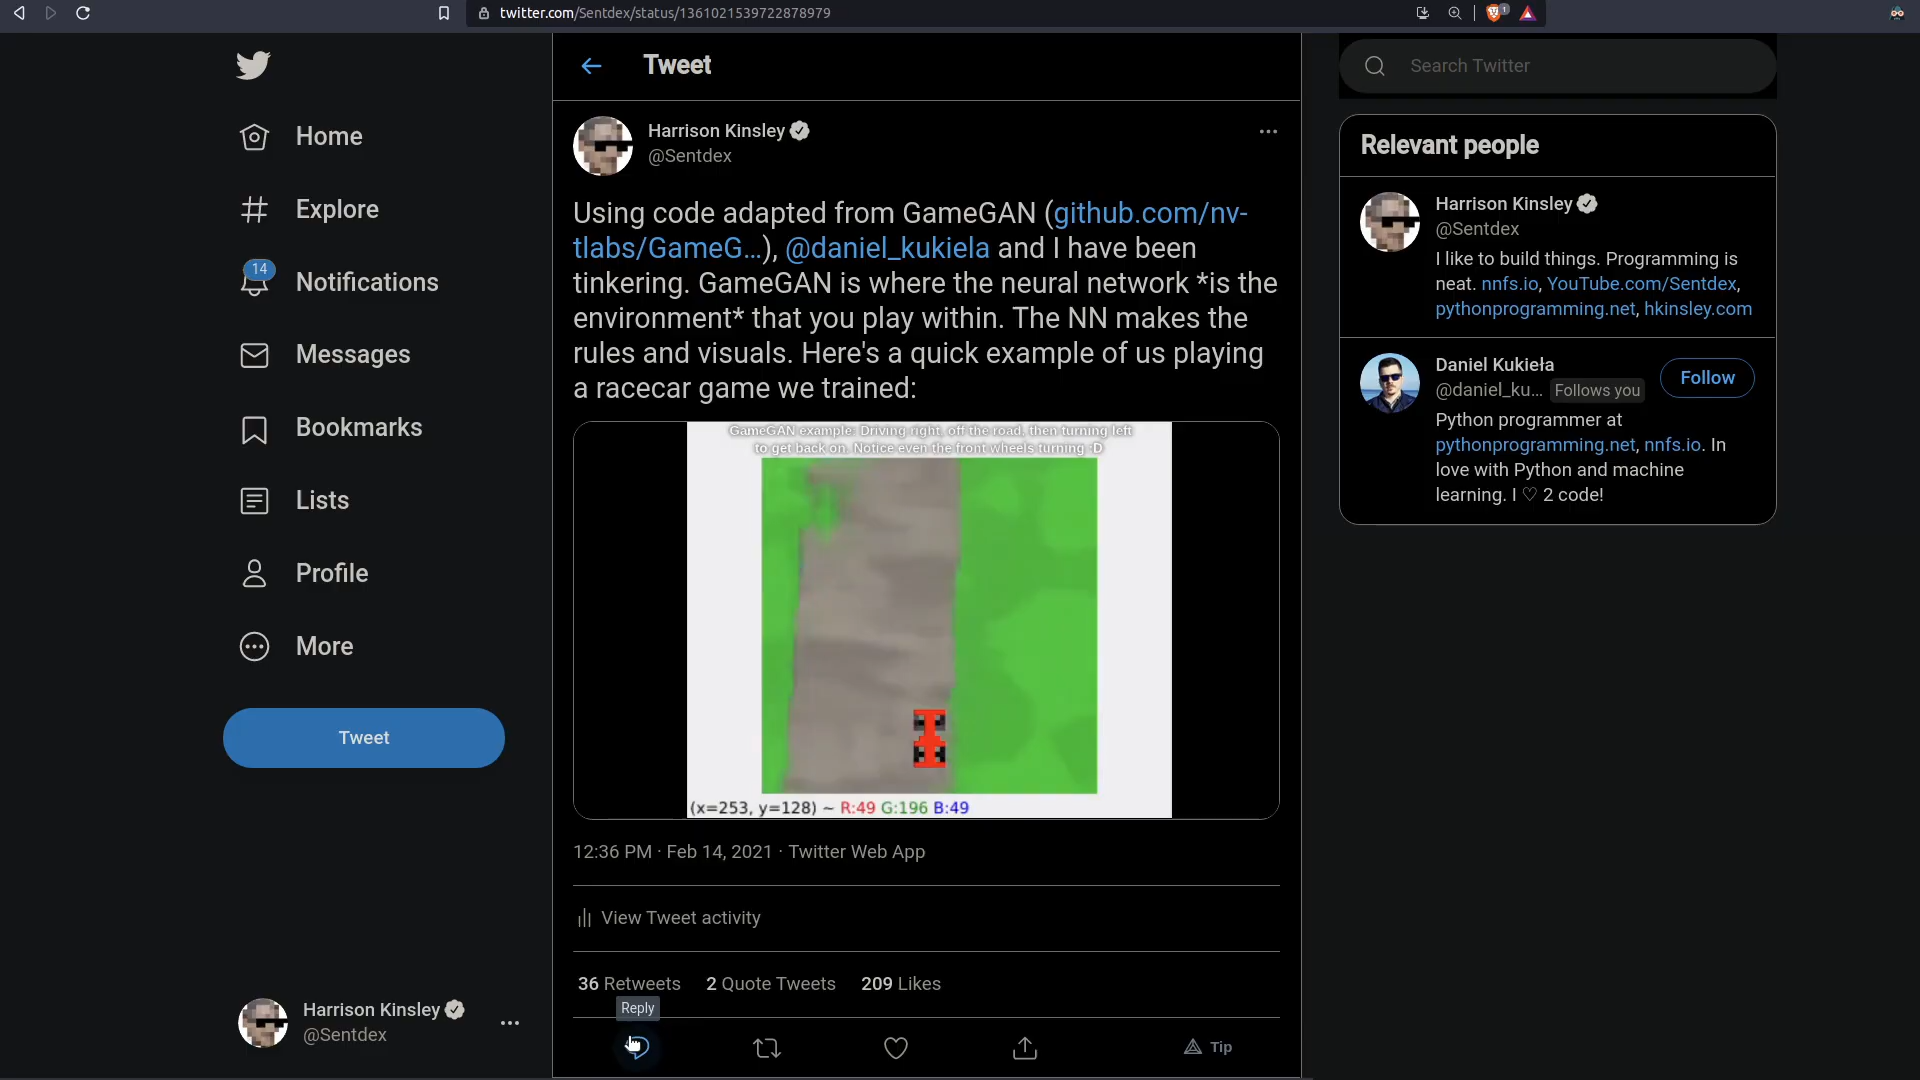 twitter.com/Sentdex/status/1361021539722878979
1
Home
Explore
14
Notifications
Messages
Bookmarks
Lists
Profile
More
Tweet
Harrison Kinsley
@Sentdex
Tweet
Harrison Kinsley
@Sentdex
Using code adapted from GameGAN (github.com/nv-
tlabs/GameG…), @daniel_kukiela and I have been
tinkering. GameGAN is where the neural network *is the
environment* that you play within. The NN makes the
rules and visuals. Here's a quick example of us playing
a racecar game we trained:
GameGAN example: Driving right, off the road, then turning left
to get back on. Notice even the front wheels turning :D
(x=253, y=128) ~ R:49 G:196 B:49
12:36 PM · Feb 14, 2021 · Twitter Web App
View Tweet activity
36 Retweets 2 Quote Tweets 209 Likes
Reply
Tip
Search Twitter
Relevant people
Harrison Kinsley
@Sentdex
I like to build things. Programming is
neat. nnfs.io, YouTube.com/Sentdex,
pythonprogramming.net, hkinsley.com
Daniel Kukieła
@daniel_ku… Follows you
Follow
Python programmer at
pythonprogramming.net, nnfs.io. In
love with Python and machine
learning. I ♡ 2 code!